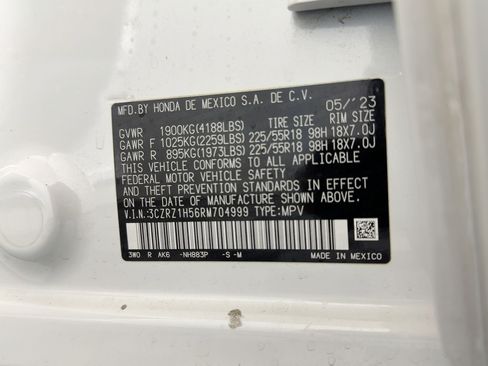 MFD.BY HONDA DE MEXICO S.A. DE C.V. 05/'23
GVWR 1900KG(4188LBS) TIRE SIZE RIM SIZE
GAWR F 1025KG(2259LBS) 225/55R18 98H 18X7.0J
GAWR R 895KG(1973LBS) 225/55R18 98H 18X7.0J
THIS VEHICLE CONFORMS TO ALL APPLICABLE
FEDERAL MOTOR VEHICLE SAFETY
AND THEFT PREVENTION STANDARDS IN EFFECT
ON THE DATE OF MANUFACTURE SHOWN ABOVE.
V.I.N.:3CZRZ1H56RM704999 TYPE:MPV
3W0 R AK6 -NH883P -S -M MADE IN MEXICO